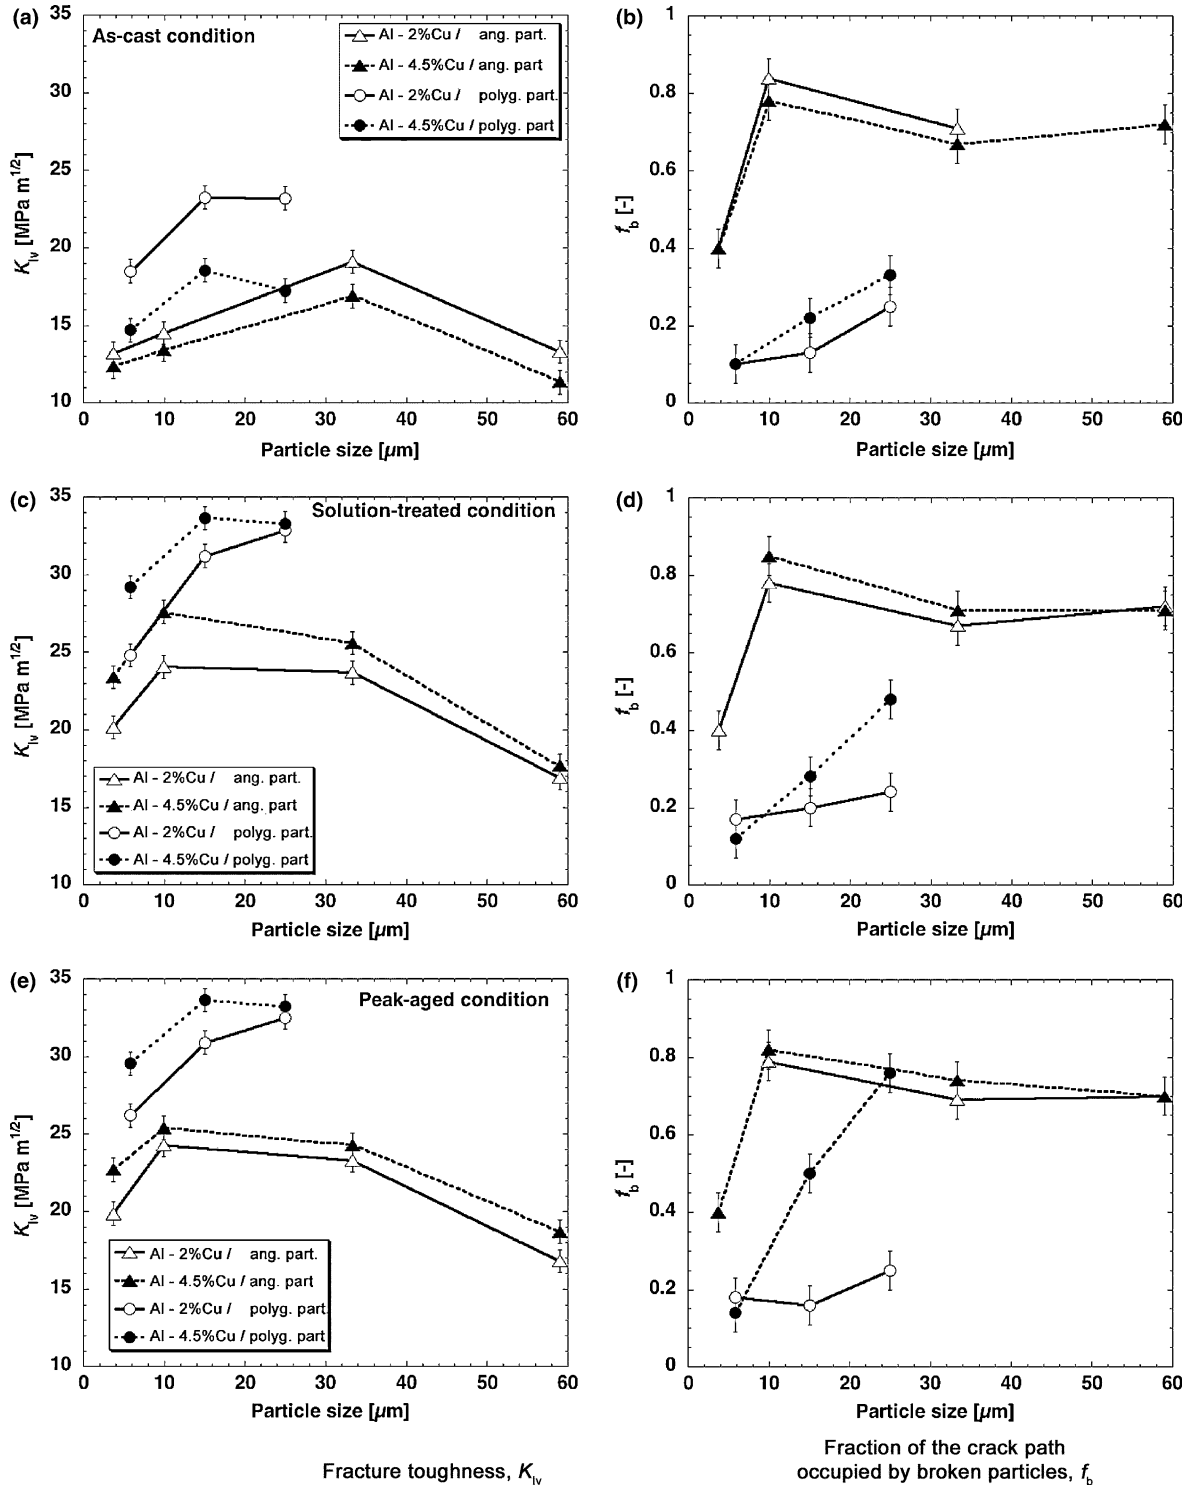 (a)
As-cast condition
Al - 2%Cu / ang. part.
Al - 4.5%Cu / ang. part
Al - 2%Cu / polyg. part.
Al - 4.5%Cu / polyg. part
35
30
25
20
15
10
K_Iv [MPa m^1/2]
0 10 20 30 40 50 60
Particle size [µm]
(b)
1
0.8
0.6
0.4
0.2
0
f_b [-]
0 10 20 30 40 50 60
Particle size [µm]
(c)
Solution-treated condition
35
30
25
20
15
10
K_Iv [MPa m^1/2]
Al - 2%Cu / ang. part.
Al - 4.5%Cu / ang. part
Al - 2%Cu / polyg. part.
Al - 4.5%Cu / polyg. part
0 10 20 30 40 50 60
Particle size [µm]
(d)
1
0.8
0.6
0.4
0.2
0
f_b [-]
0 10 20 30 40 50 60
Particle size [µm]
(e)
Peak-aged condition
35
30
25
20
15
10
K_Iv [MPa m^1/2]
Al - 2%Cu / ang. part.
Al - 4.5%Cu / ang. part
Al - 2%Cu / polyg. part.
Al - 4.5%Cu / polyg. part
0 10 20 30 40 50 60
Particle size [µm]
(f)
1
0.8
0.6
0.4
0.2
0
f_b [-]
0 10 20 30 40 50 60
Particle size [µm]
Fracture toughness, K_Iv
Fraction of the crack path
occupied by broken particles, f_b